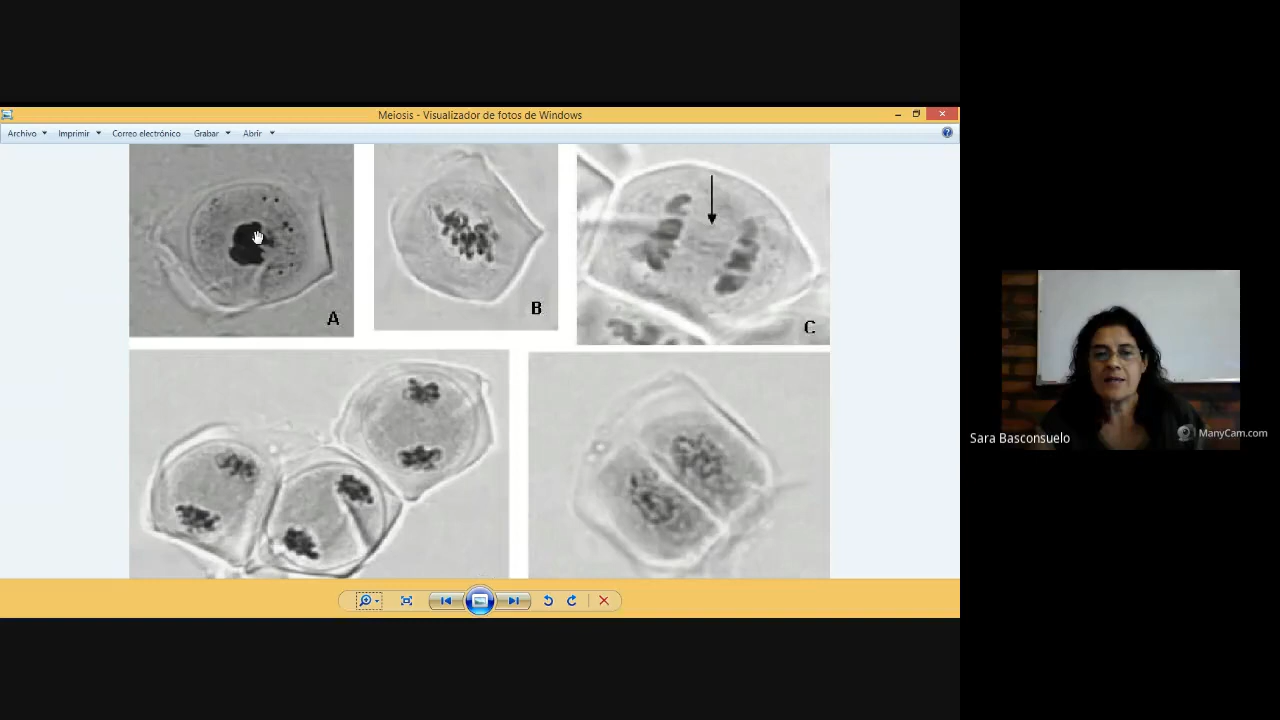 Meiosis - Visualizador de fotos de Windows
Archivo Imprimir Correo electrónico Grabar Abrir
A
B
C
Sara Basconsuelo
ManyCam.com